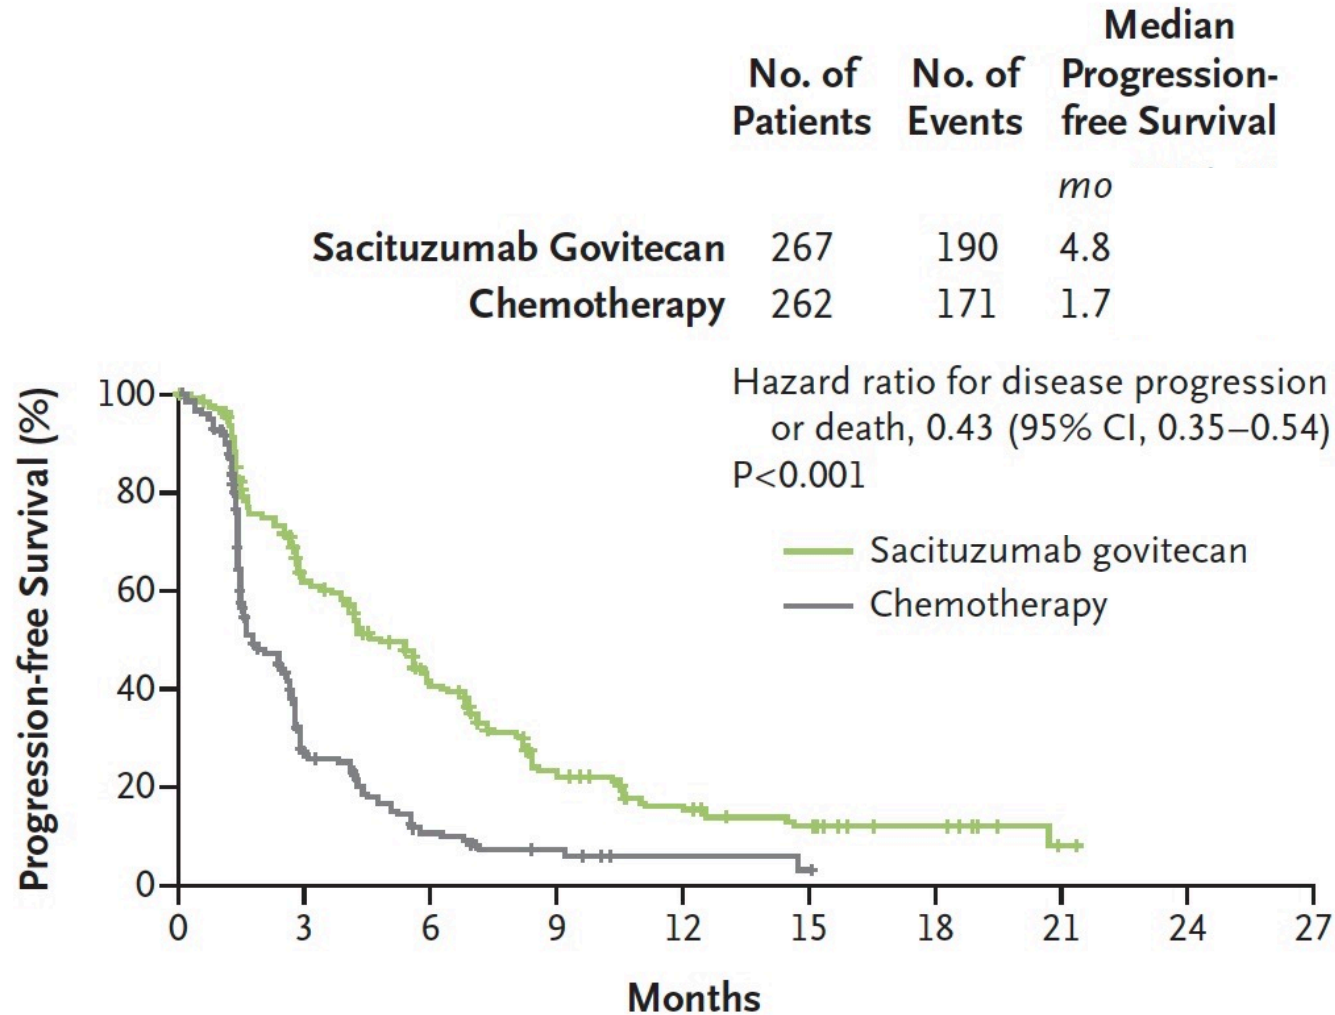 Median
No. of No. of Progression-
Patients Events free Survival
mo
Sacituzumab Govitecan 267 190 4.8
Chemotherapy 262 171 1.7
Hazard ratio for disease progression
or death, 0.43 (95% CI, 0.35–0.54)
P<0.001
Sacituzumab govitecan
Chemotherapy
Progression-free Survival (%)
100
80
60
40
20
0
0 3 6 9 12 15 18 21 24 27
Months